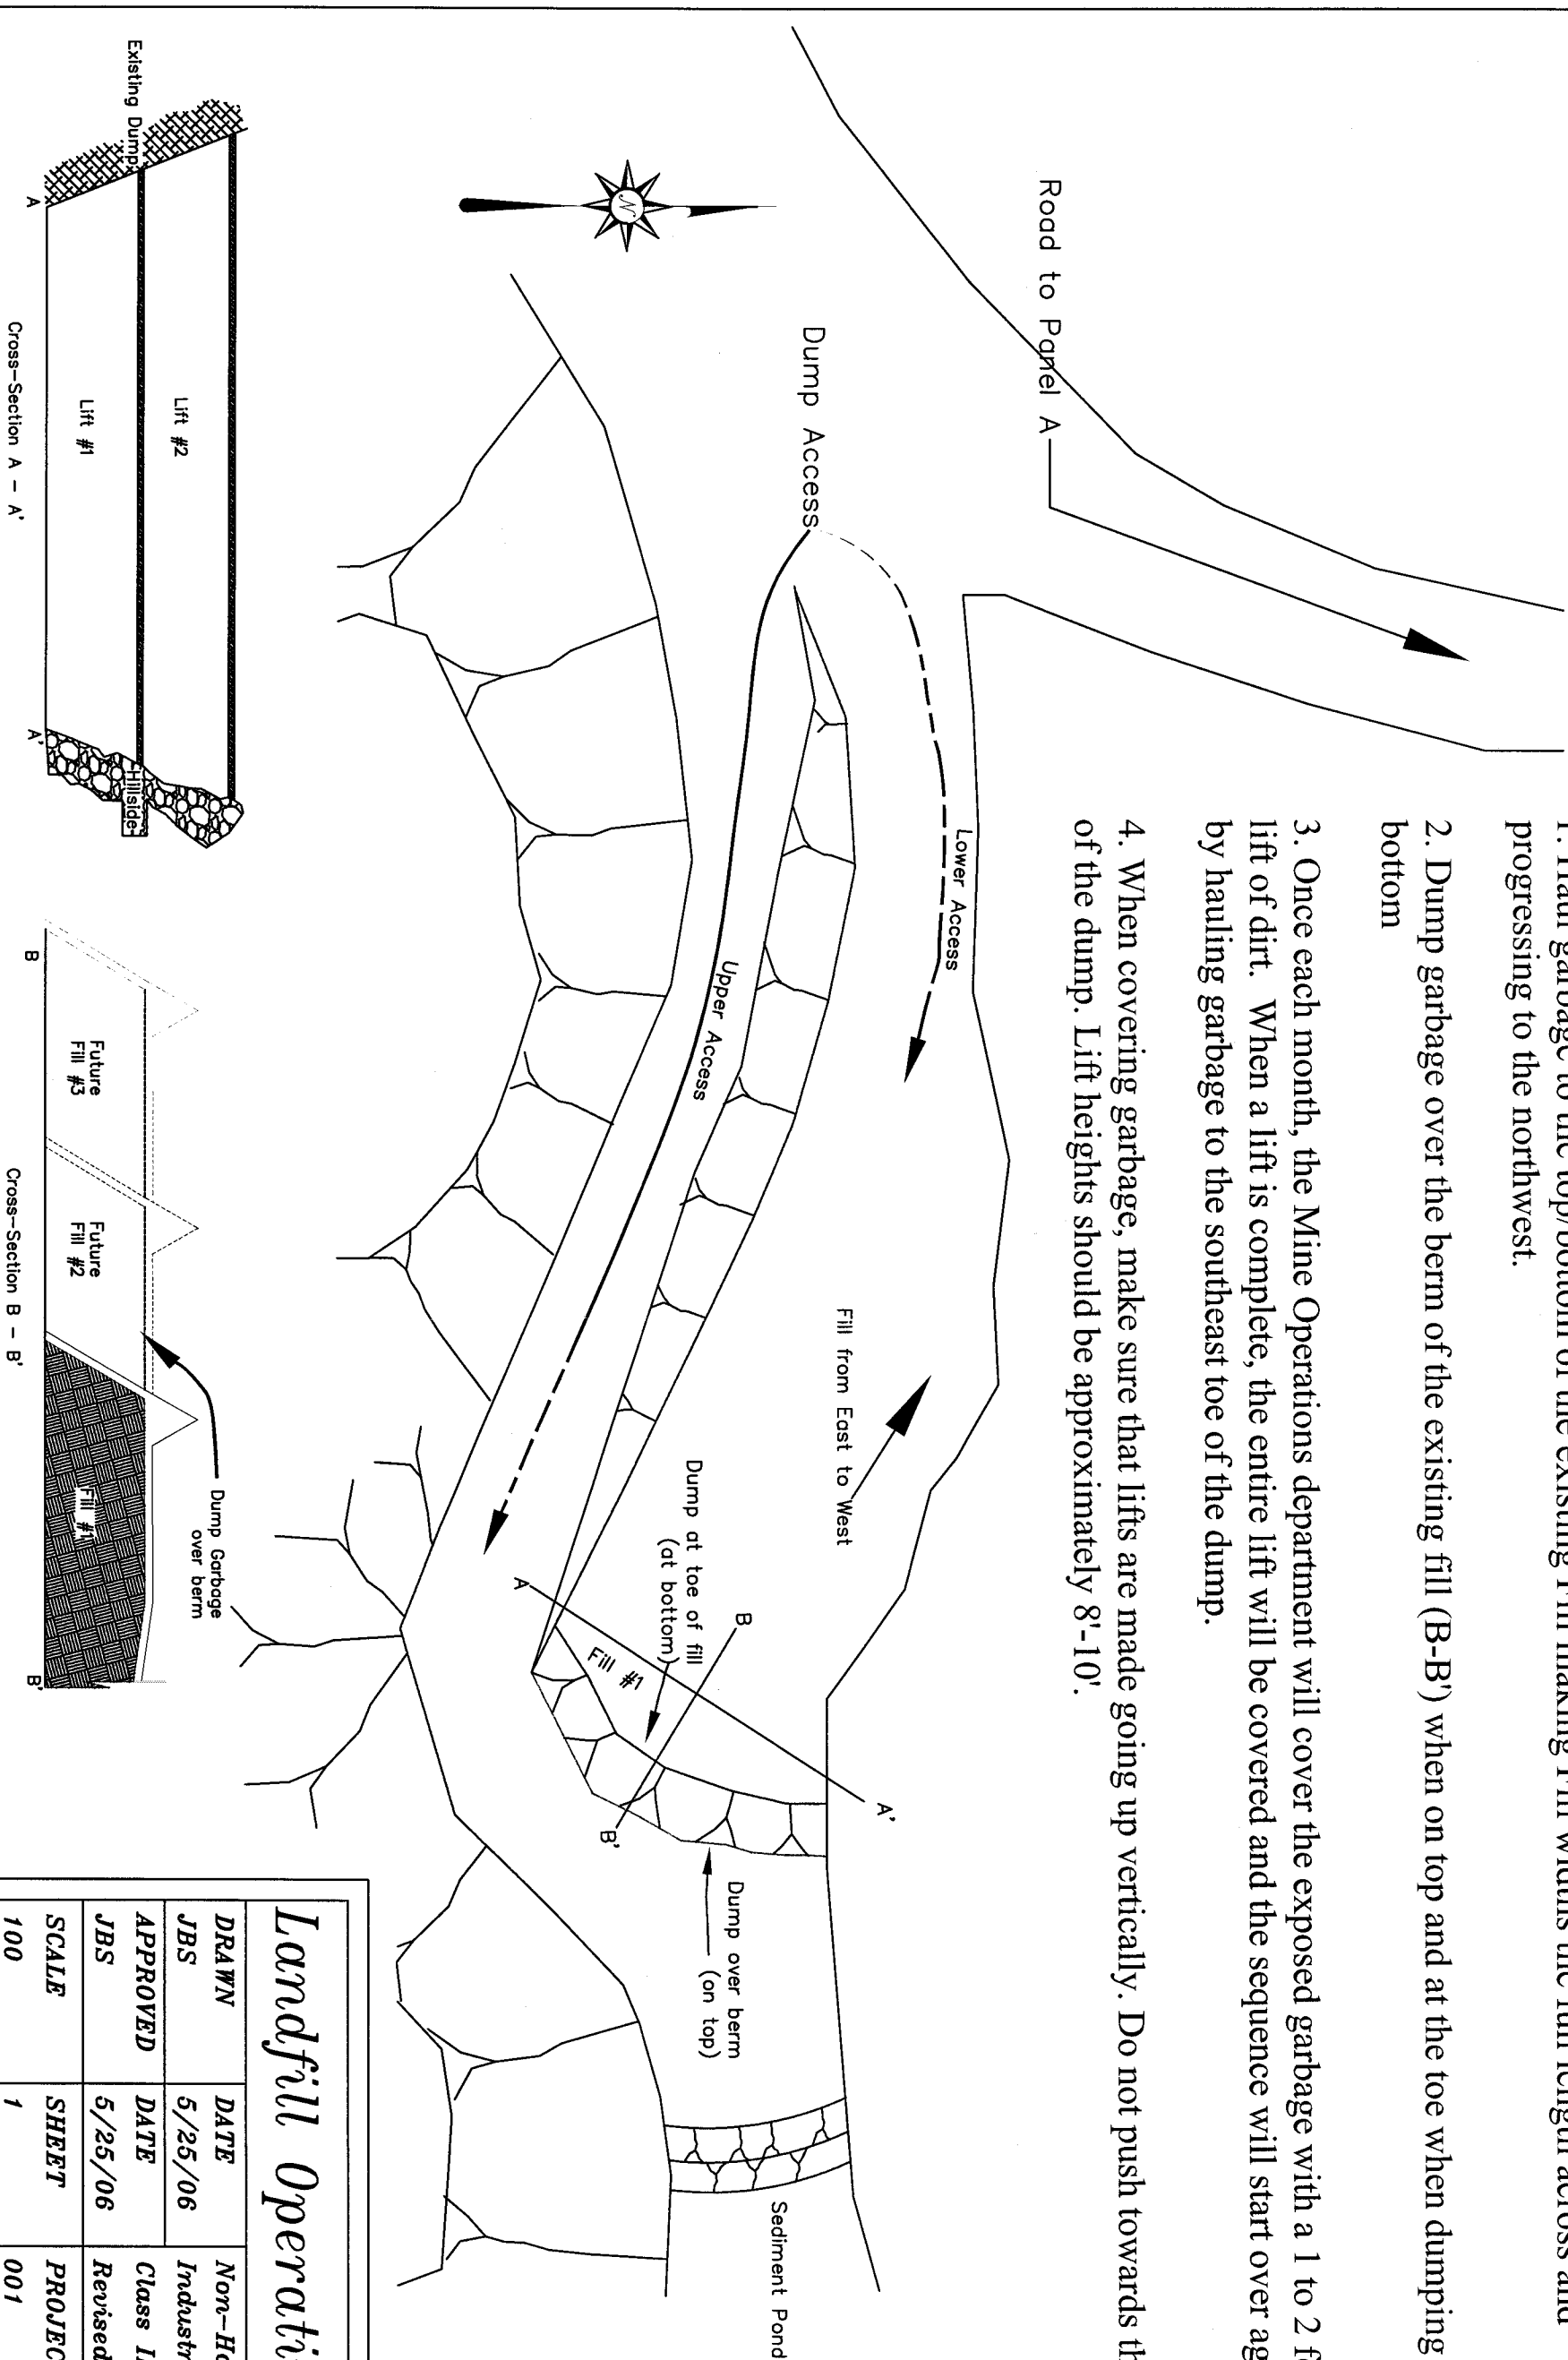 progressing to the northwest.
2. Dump garbage over the berm of the existing fill (B-B') when on top and at the toe when dumping
bottom
3. Once each month, the Mine Operations department will cover the exposed garbage with a 1 to 2
lift of dirt. When a lift is complete, the entire lift will be covered and the sequence will start over
by hauling garbage to the southeast toe of the dump.
4. When covering garbage, make sure that lifts are made going up vertically. Do not push towards
of the dump. Lift heights should be approximately 8'-10'.
Road to Panel A
Dump Access
Lower Access
Upper Access
Fill from East to West
Dump at toe of fill
(at bottom)
Fill #1
A
A'
B
B'
Dump over berm
(on top)
Sediment Pond
N
Existing Dump
Lift #2
Lift #1
Hillside
A
A'
Cross-Section A - A'
Future
Fill #3
Future
Fill #2
Fill #1
Dump Garbage
over berm
B
B'
Cross-Section B - B'
Landfill
DRAWN DATE
JBS 5/25/06
APPROVED DATE Class
JBS 5/25/06 Revised
SCALE SHEET
100 1 001